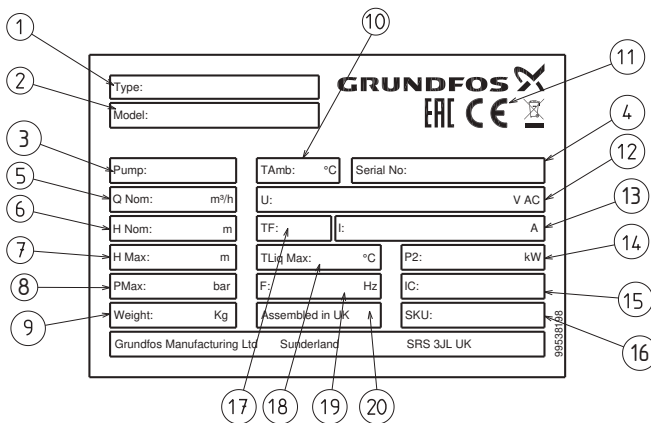 1 10
Type: GRUNDFOS 11
2 Model: EAC CE
3 4
Pump: TAmb: °C Serial No:
5 Q Nom: m³/h U: V AC 12
6 H Nom: m TF: I: A 13
7 H Max: m TLiq Max: °C P2: kW 14
8 PMax: bar F: Hz IC: 15
9 Weight: Kg Assembled in UK SKU: 16
Grundfos Manufacturing Ltd Sunderland SRS 3JL UK
99538198
17 18 19 20